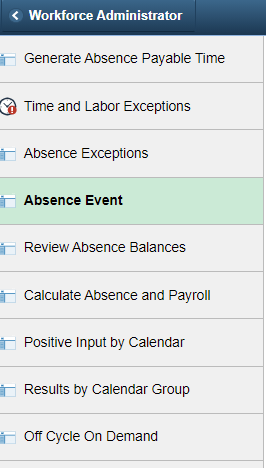 Workforce Administrator
Generate Absence Payable Time
Time and Labor Exceptions
Absence Exceptions
Absence Event
Review Absence Balances
Calculate Absence and Payroll
Positive Input by Calendar
Results by Calendar Group
Off Cycle On Demand